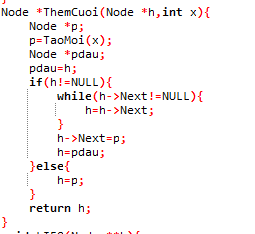 Node *ThemCuoi(Node *h,int x){
Node *p;
p=TaoMoi(x);
Node *pdau;
pdau=h;
if(h!=NULL){
while(h->Next!=NULL){
h=h->Next;
}
h->Next=p;
h=pdau;
}else{
h=p;
}
return h;
}